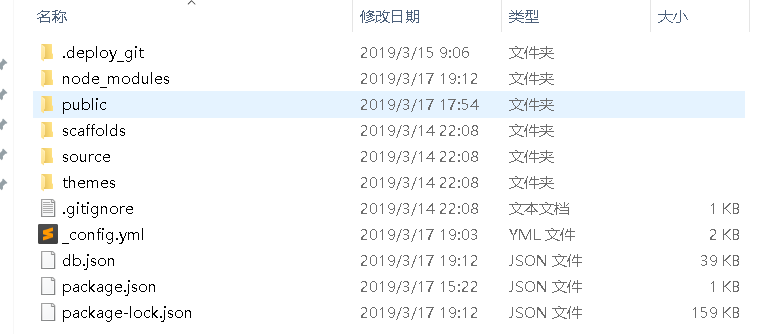 名称 修改日期 类型 大小
.deploy_git 2019/3/15 9:06 文件夹
node_modules 2019/3/17 19:12 文件夹
public 2019/3/17 17:54 文件夹
scaffolds 2019/3/14 22:08 文件夹
source 2019/3/14 22:08 文件夹
themes 2019/3/14 22:08 文件夹
.gitignore 2019/3/14 22:08 文本文档 1 KB
_config.yml 2019/3/17 19:03 YML 文件 2 KB
db.json 2019/3/17 19:12 JSON 文件 39 KB
package.json 2019/3/17 15:22 JSON 文件 1 KB
package-lock.json 2019/3/17 19:12 JSON 文件 159 KB